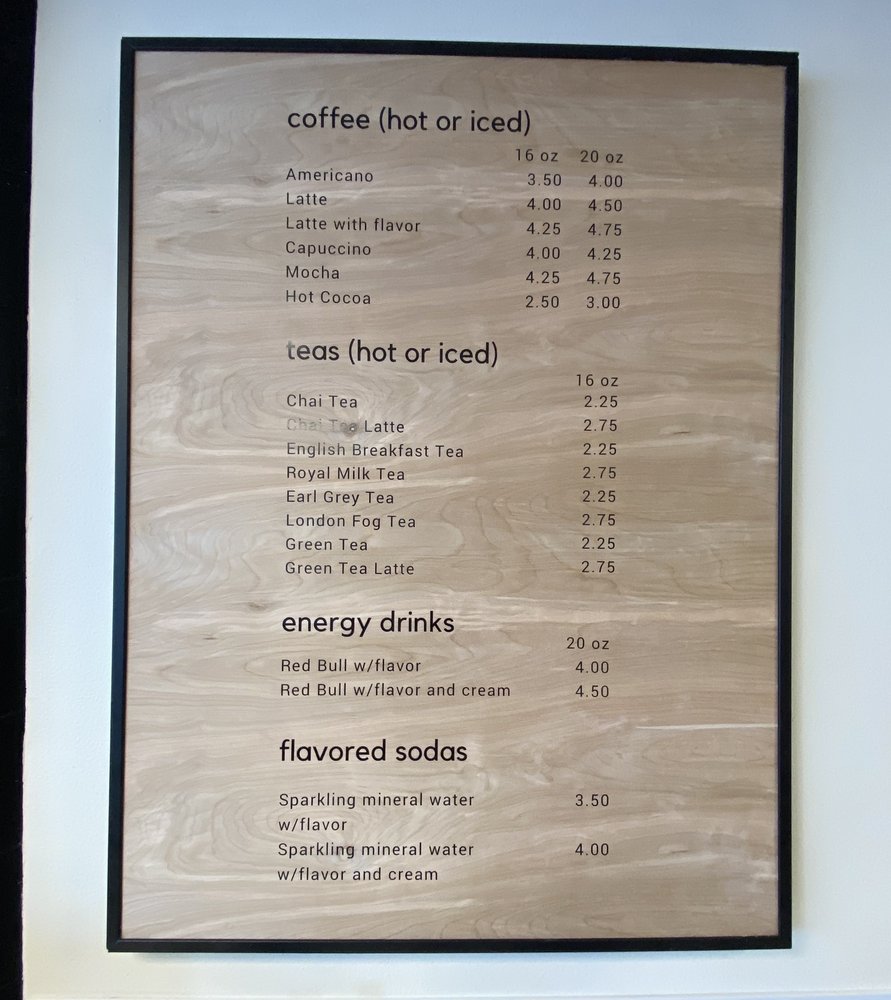 coffee (hot or iced)
16 oz 20 oz
Americano 3.50 4.00
Latte 4.00 4.50
Latte with flavor 4.25 4.75
Capuccino 4.00 4.25
Mocha 4.25 4.75
Hot Cocoa 2.50 3.00
teas (hot or iced)
16 oz
Chai Tea 2.25
Chai Tea Latte 2.75
English Breakfast Tea 2.25
Royal Milk Tea 2.75
Earl Grey Tea 2.25
London Fog Tea 2.75
Green Tea 2.25
Green Tea Latte 2.75
energy drinks
20 oz
Red Bull w/flavor 4.00
Red Bull w/flavor and cream 4.50
flavored sodas
Sparkling mineral water 3.50
w/flavor
Sparkling mineral water 4.00
w/flavor and cream